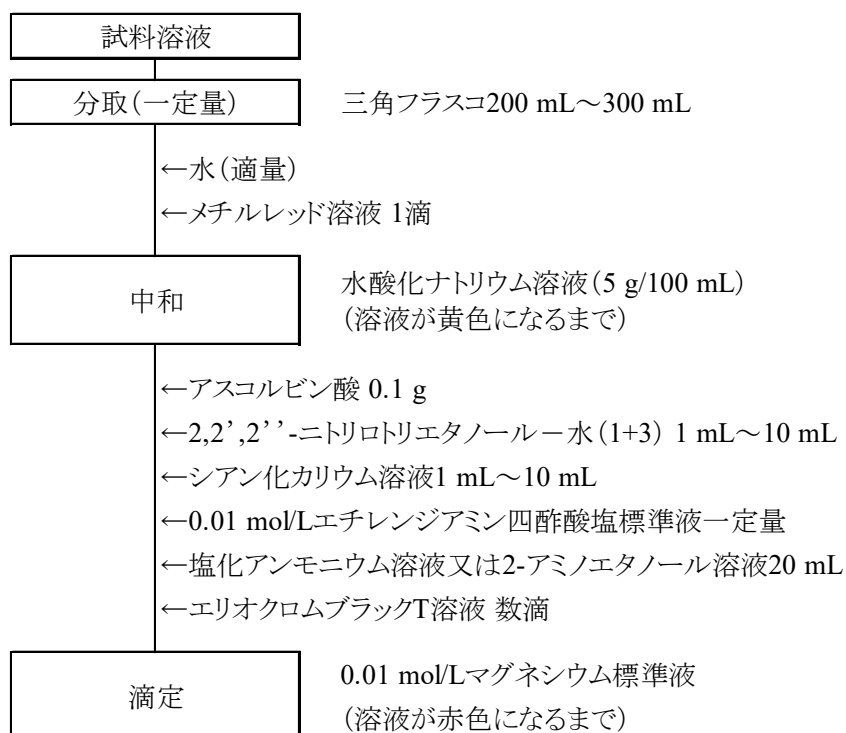 試料溶液
分取(一定量)
三角フラスコ200 mL～300 mL
←水(適量)
←メチルレッド溶液 1滴
中和
水酸化ナトリウム溶液(5 g/100 mL)
(溶液が黄色になるまで)
←アスコルビン酸 0.1 g
←2,2’,2’’-ニトリロトリエタノール－水(1+3) 1 mL～10 mL
←シアン化カリウム溶液1 mL～10 mL
←0.01 mol/Lエチレンジアミン四酢酸塩標準液一定量
←塩化アンモニウム溶液又は2-アミノエタノール溶液20 mL
←エリオクロムブラックT溶液 数滴
滴定
0.01 mol/Lマグネシウム標準液
(溶液が赤色になるまで)